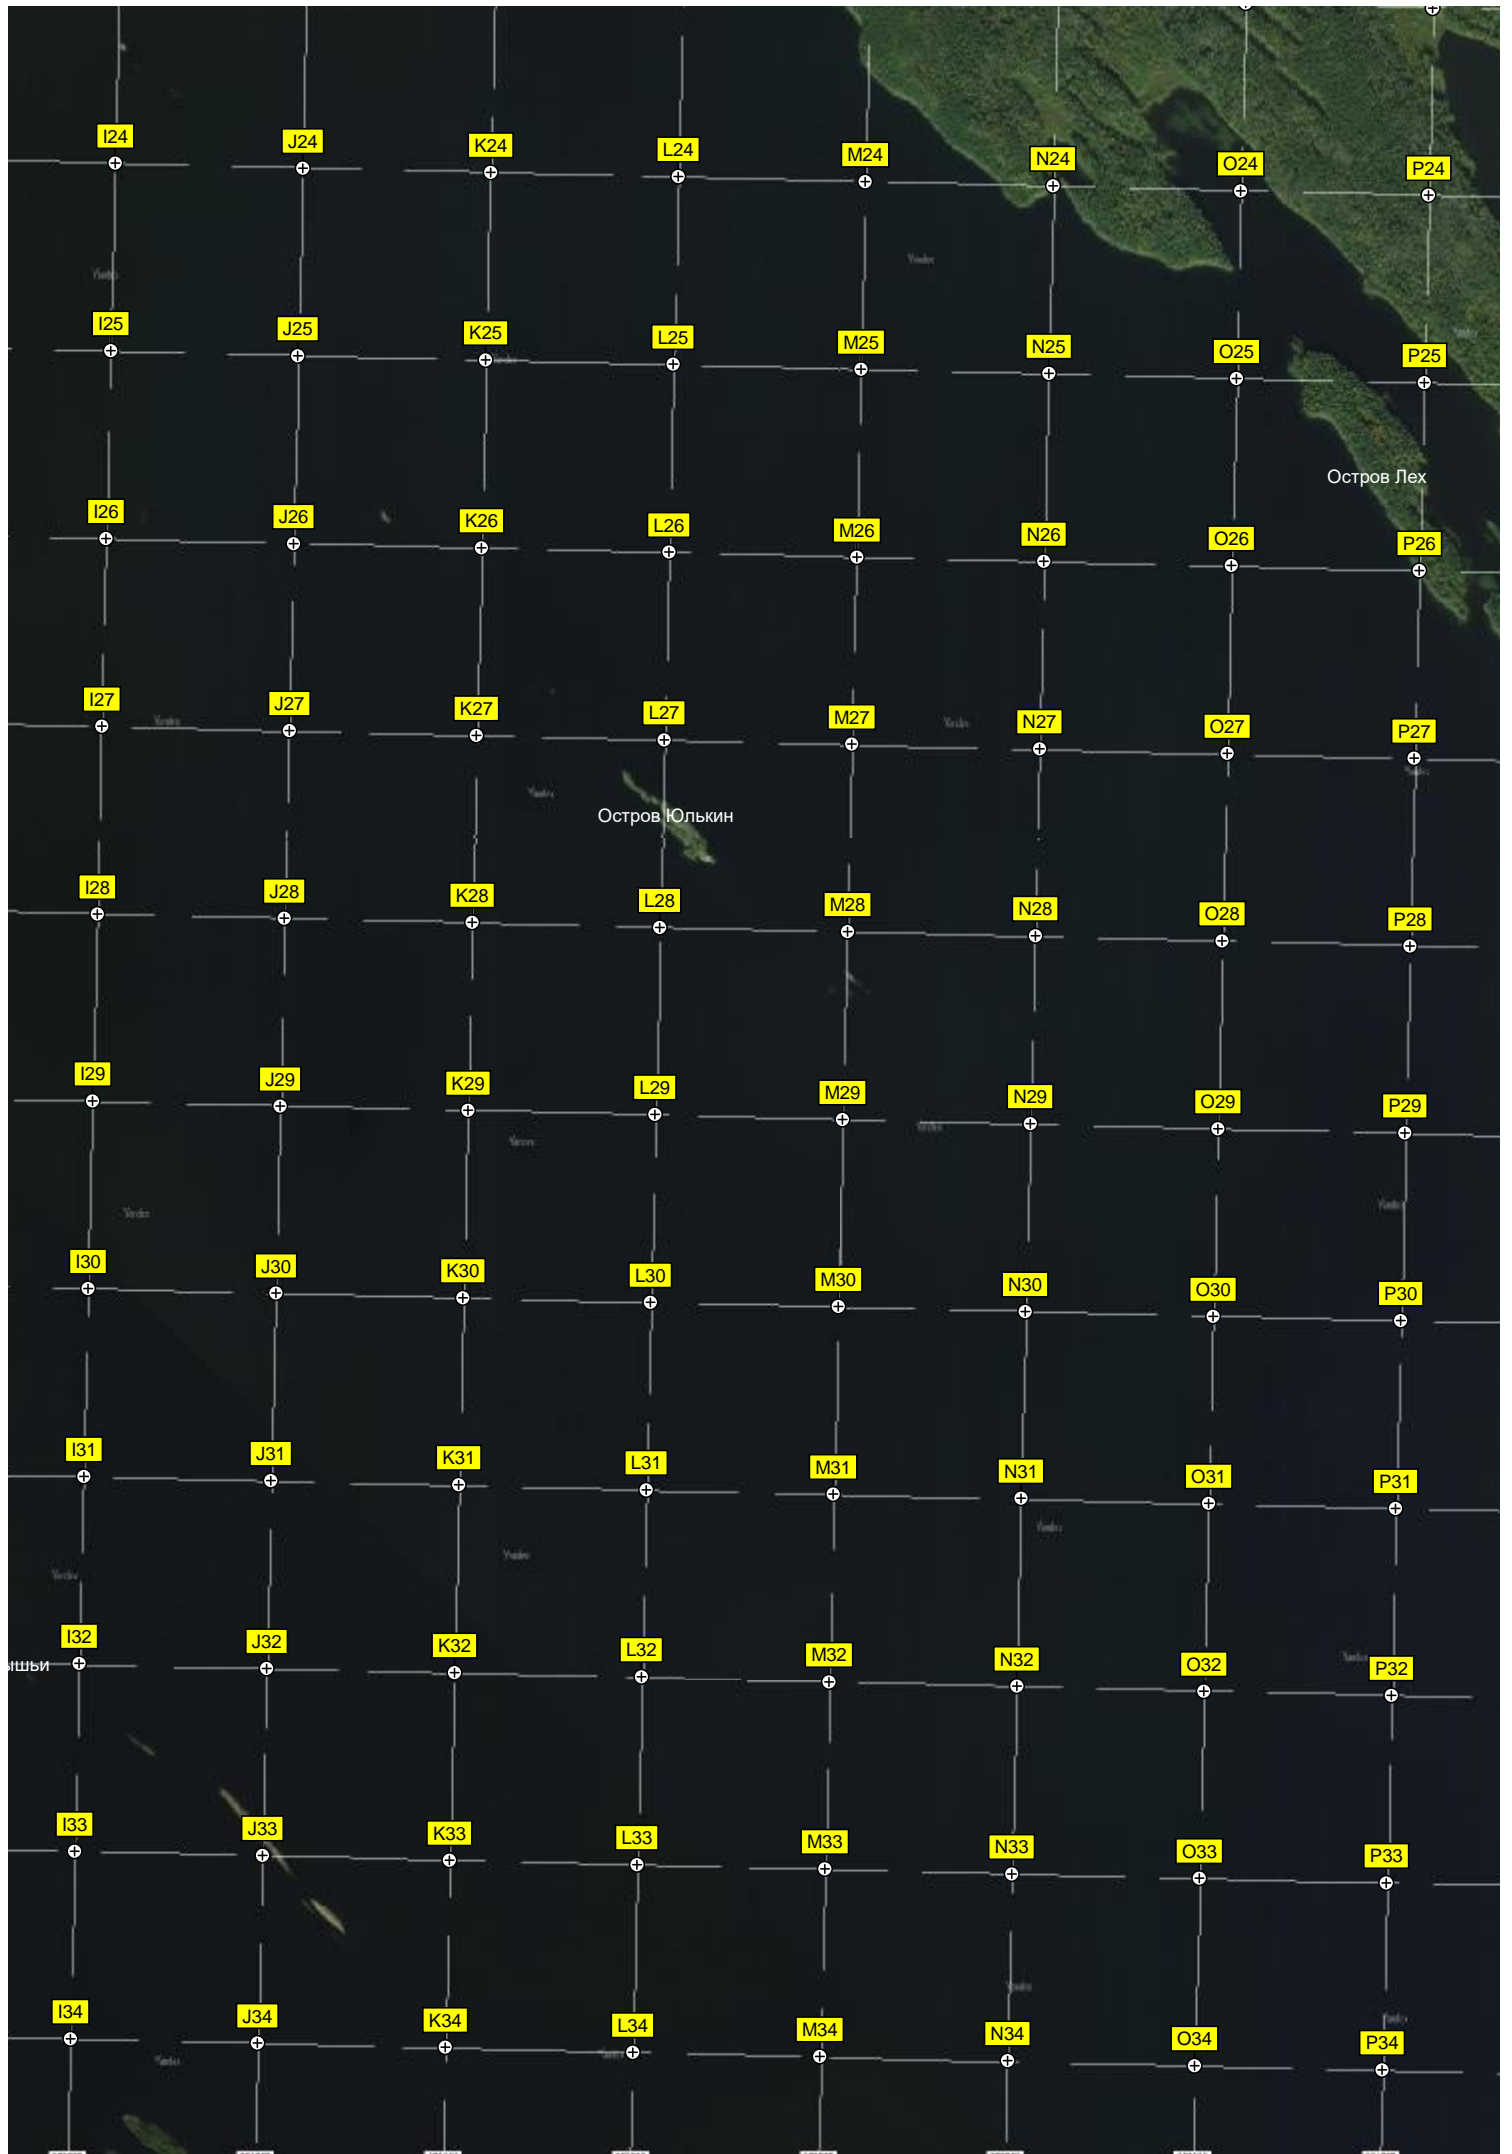 I24 J24 K24 L24 M24 N24 O24 P24
I25 J25 K25 L25 M25 N25 O25 P25
Остров Лех
I26 J26 K26 L26 M26 N26 O26 P26
I27 J27 K27 L27 M27 N27 O27 P27
Остров Юлькин
I28 J28 K28 L28 M28 N28 O28 P28
I29 J29 K29 L29 M29 N29 O29 P29
I30 J30 K30 L30 M30 N30 O30 P30
I31 J31 K31 L31 M31 N31 O31 P31
I32 J32 K32 L32 M32 N32 O32 P32
I33 J33 K33 L33 M33 N33 O33 P33
I34 J34 K34 L34 M34 N34 O34 P34